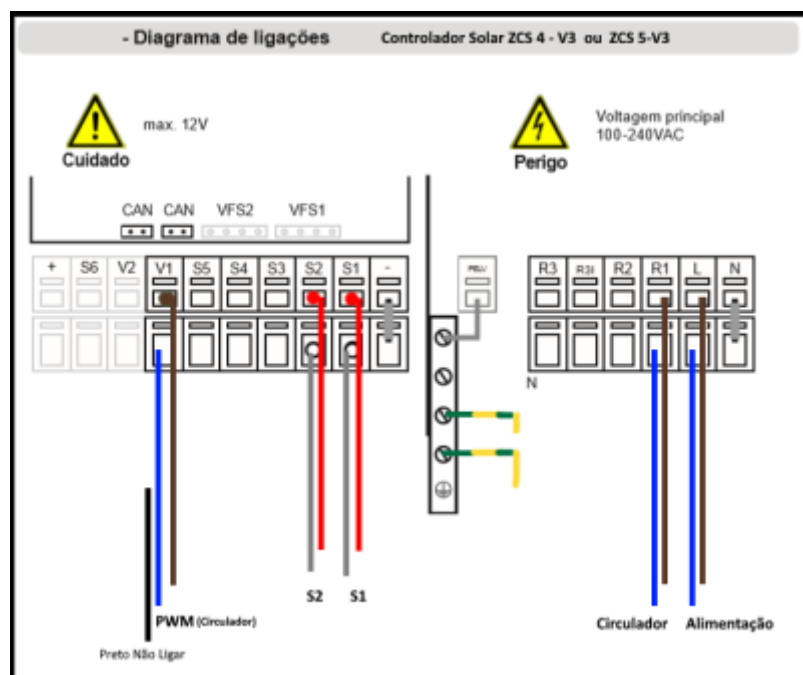 - Diagrama de ligações Controlador Solar ZCS 4 - V3 ou ZCS 5-V3
max. 12V
Cuidado
Voltagem principal
100-240VAC
Perigo
CAN CAN VFS2 VFS1
+ S6 V2 V1 S5 S4 S3 S2 S1 -
R3 R2 R1 L N
N
S2 S1
PWM (Circulador)
Circulador Alimentação
Preto Não Ligar